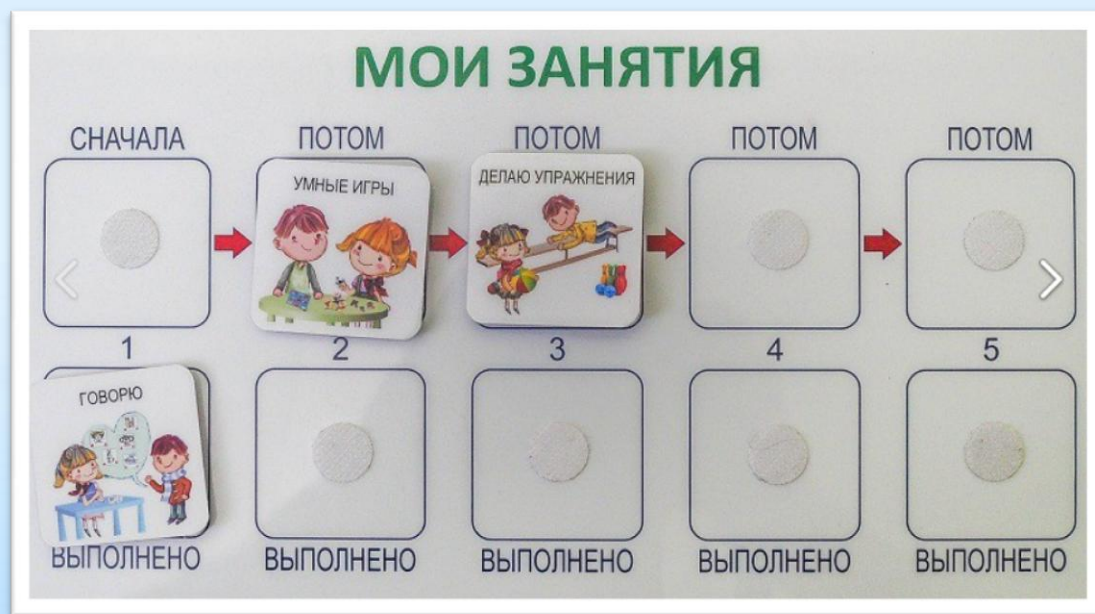 МОИ ЗАНЯТИЯ
СНАЧАЛА ПОТОМ ПОТОМ ПОТОМ ПОТОМ
УМНЫЕ ИГРЫ ДЕЛАЮ УПРАЖНЕНИЯ
1 2 3 4 5
ГОВОРЮ
ВЫПОЛНЕНО ВЫПОЛНЕНО ВЫПОЛНЕНО ВЫПОЛНЕНО ВЫПОЛНЕНО